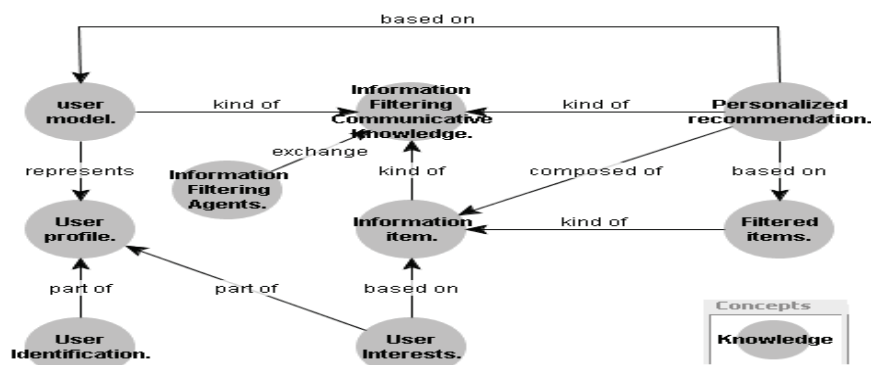 based on
user
model.
kind of
Information
Filtering
Communicative
Knowledge.
kind of
Personalized
recommendation.
exchange
represents
Information
Filtering
Agents.
kind of
composed of
based on
User
profile.
Information
item.
kind of
Filtered
items.
part of
part of
based on
User
Identification.
User
Interests.
Concepts
Knowledge